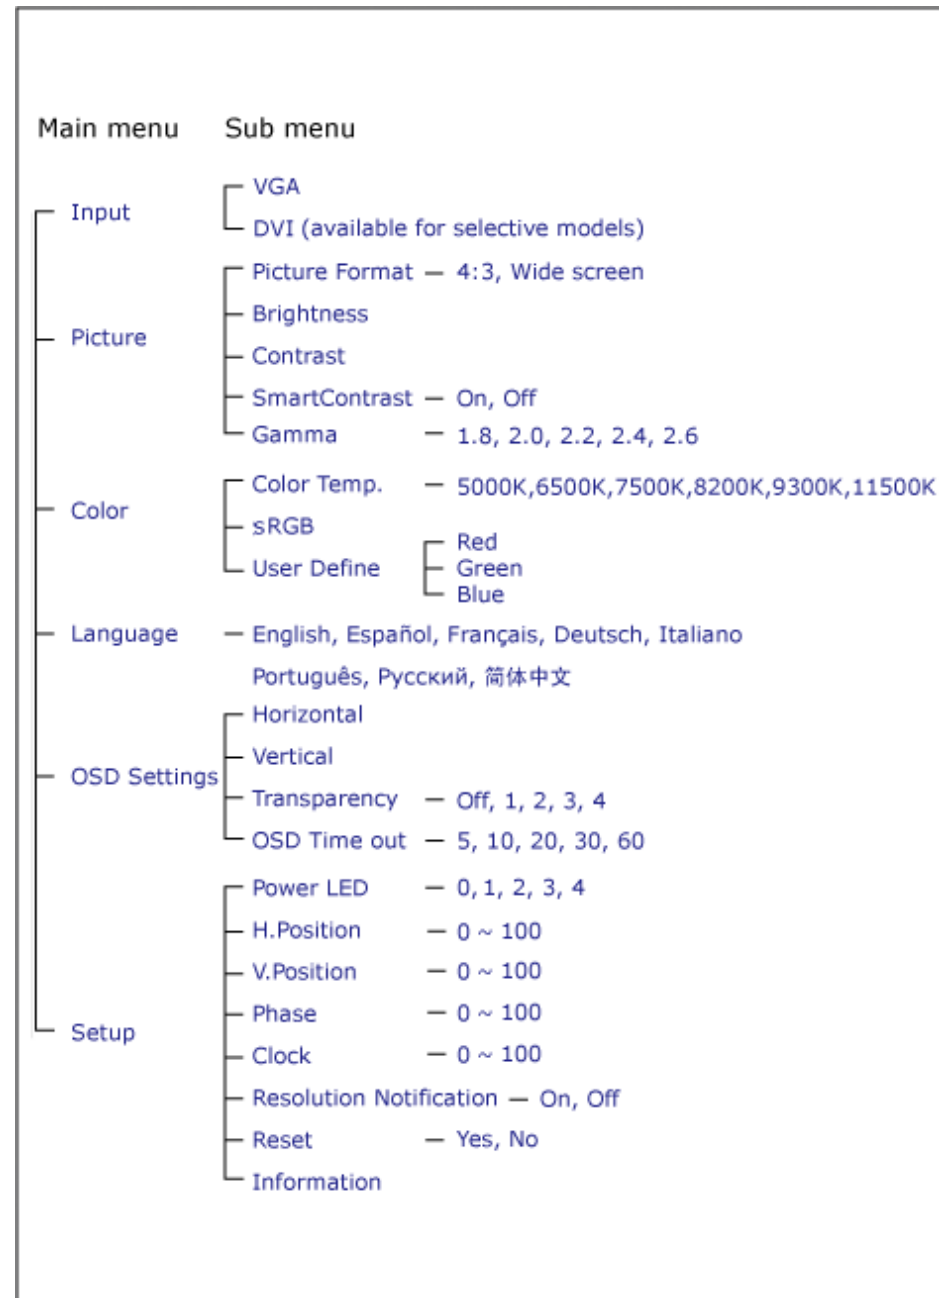 Main menu Sub menu
VGA
Input
DVI (available for selective models)
Picture Format — 4:3, Wide screen
Brightness
Picture
Contrast
SmartContrast — On, Off
Gamma — 1.8, 2.0, 2.2, 2.4, 2.6
Color Temp. — 5000K,6500K,7500K,8200K,9300K,11500K
Color
sRGB
Red
User Define Green
Blue
Language — English, Español, Français, Deutsch, Italiano
Português, Русский, 简体中文
Horizontal
Vertical
OSD Settings
Transparency — Off, 1, 2, 3, 4
OSD Time out — 5, 10, 20, 30, 60
Power LED — 0, 1, 2, 3, 4
H.Position — 0 ~ 100
V.Position — 0 ~ 100
Phase — 0 ~ 100
Setup
Clock — 0 ~ 100
Resolution Notification — On, Off
Reset — Yes, No
Information